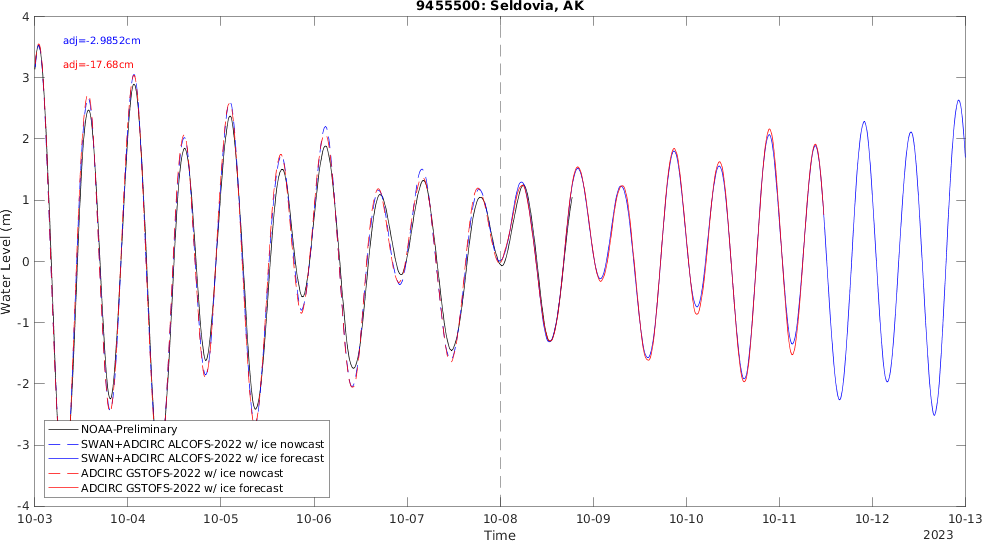 9455500: Seldovia, AK
adj=-2.9852cm
adj=-17.68cm
4
3
2
1
0
-1
-2
-3
-4
Water Level (m)
NOAA-Preliminary
SWAN+ADCIRC ALCOFS-2022 w/ ice nowcast
SWAN+ADCIRC ALCOFS-2022 w/ ice forecast
ADCIRC GSTOFS-2022 w/ ice nowcast
ADCIRC GSTOFS-2022 w/ ice forecast
10-03 10-04 10-05 10-06 10-07 10-08 10-09 10-10 10-11 10-12 10-13
Time
2023